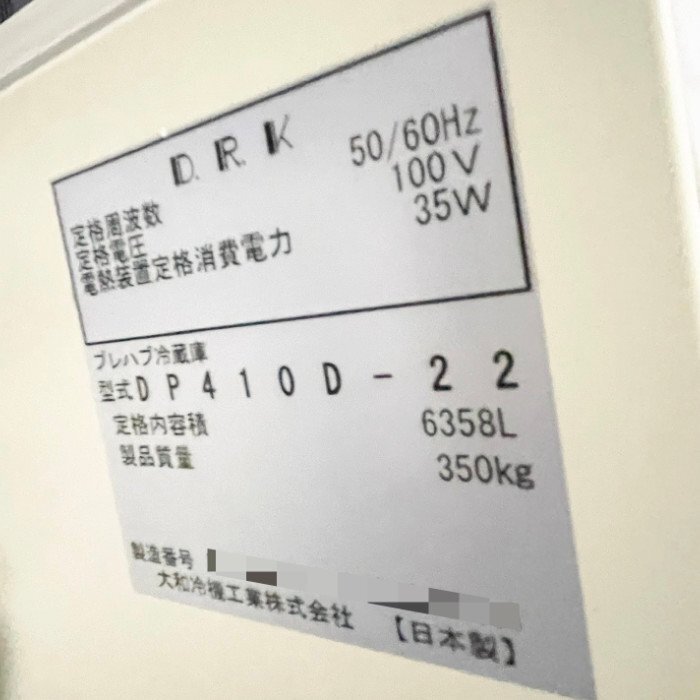 D.R.K
定格周波数 50/60Hz
定格電圧 100V
電熱装置定格消費電力 35W
プレハブ冷蔵庫
型式DP410D-22
定格内容積 6358L
製品質量 350kg
製造番号
大和冷機工業株式会社 【日本製】